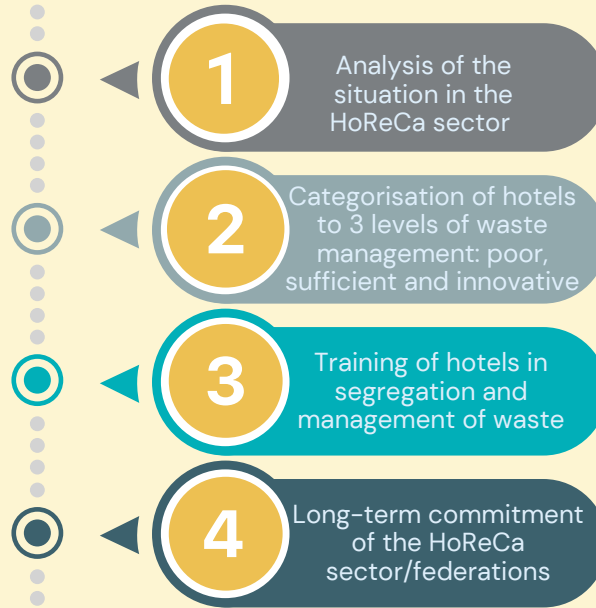 1
Analysis of the
situation in the
HoReCa sector
2
Categorisation of hotels
to 3 levels of waste
management: poor,
sufficient and innovative
3
Training of hotels in
segregation and
management of waste
4
Long-term commitment
of the HoReCa
sector/federations